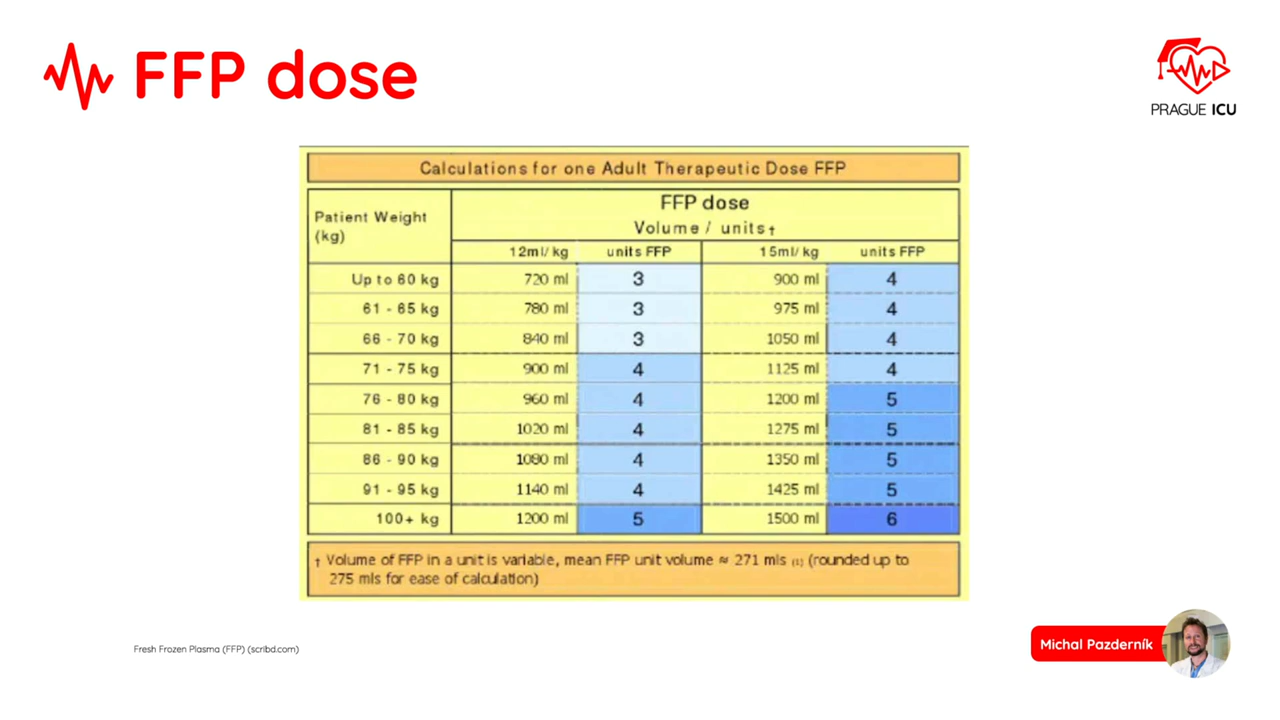 FFP dose
PRAGUE ICU
Calculations for one Adult Therapeutic Dose FFP
Patient Weight
(kg)
FFP dose
Volume / units†
12ml/kg units FFP 15ml/kg units FFP
Up to 60 kg 720 ml 3 900 ml 4
61 - 65 kg 780 ml 3 975 ml 4
66 - 70 kg 840 ml 3 1050 ml 4
71 - 75 kg 900 ml 4 1125 ml 4
76 - 80 kg 960 ml 4 1200 ml 5
81 - 85 kg 1020 ml 4 1275 ml 5
86 - 90 kg 1080 ml 4 1350 ml 5
91 - 95 kg 1140 ml 4 1425 ml 5
100+ kg 1200 ml 5 1500 ml 6
† Volume of FFP in a unit is variable, mean FFP unit volume ≈ 271 mls (1) (rounded up to
275 mls for ease of calculation)
Fresh Frozen Plasma (FFP) (scribd.com)
Michal Pazderník